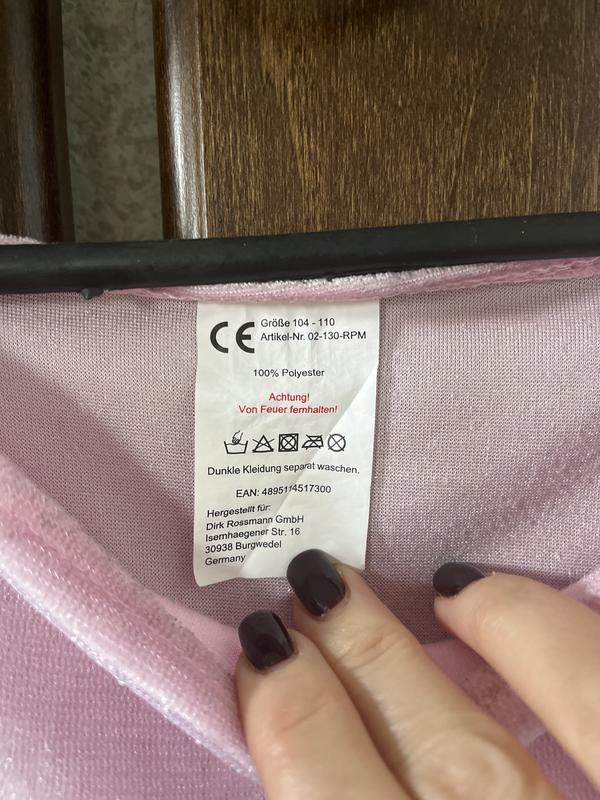 CE
Größe 104 - 110
Artikel-Nr. 02-130-RPM
100% Polyester
Achtung!
Von Feuer fernhalten!
Dunkle Kleidung separat waschen.
EAN:
Hergestellt für:
Dirk Rossmann GmbH
Isernhaegener Str. 16
30938 Burgwedel
Germany